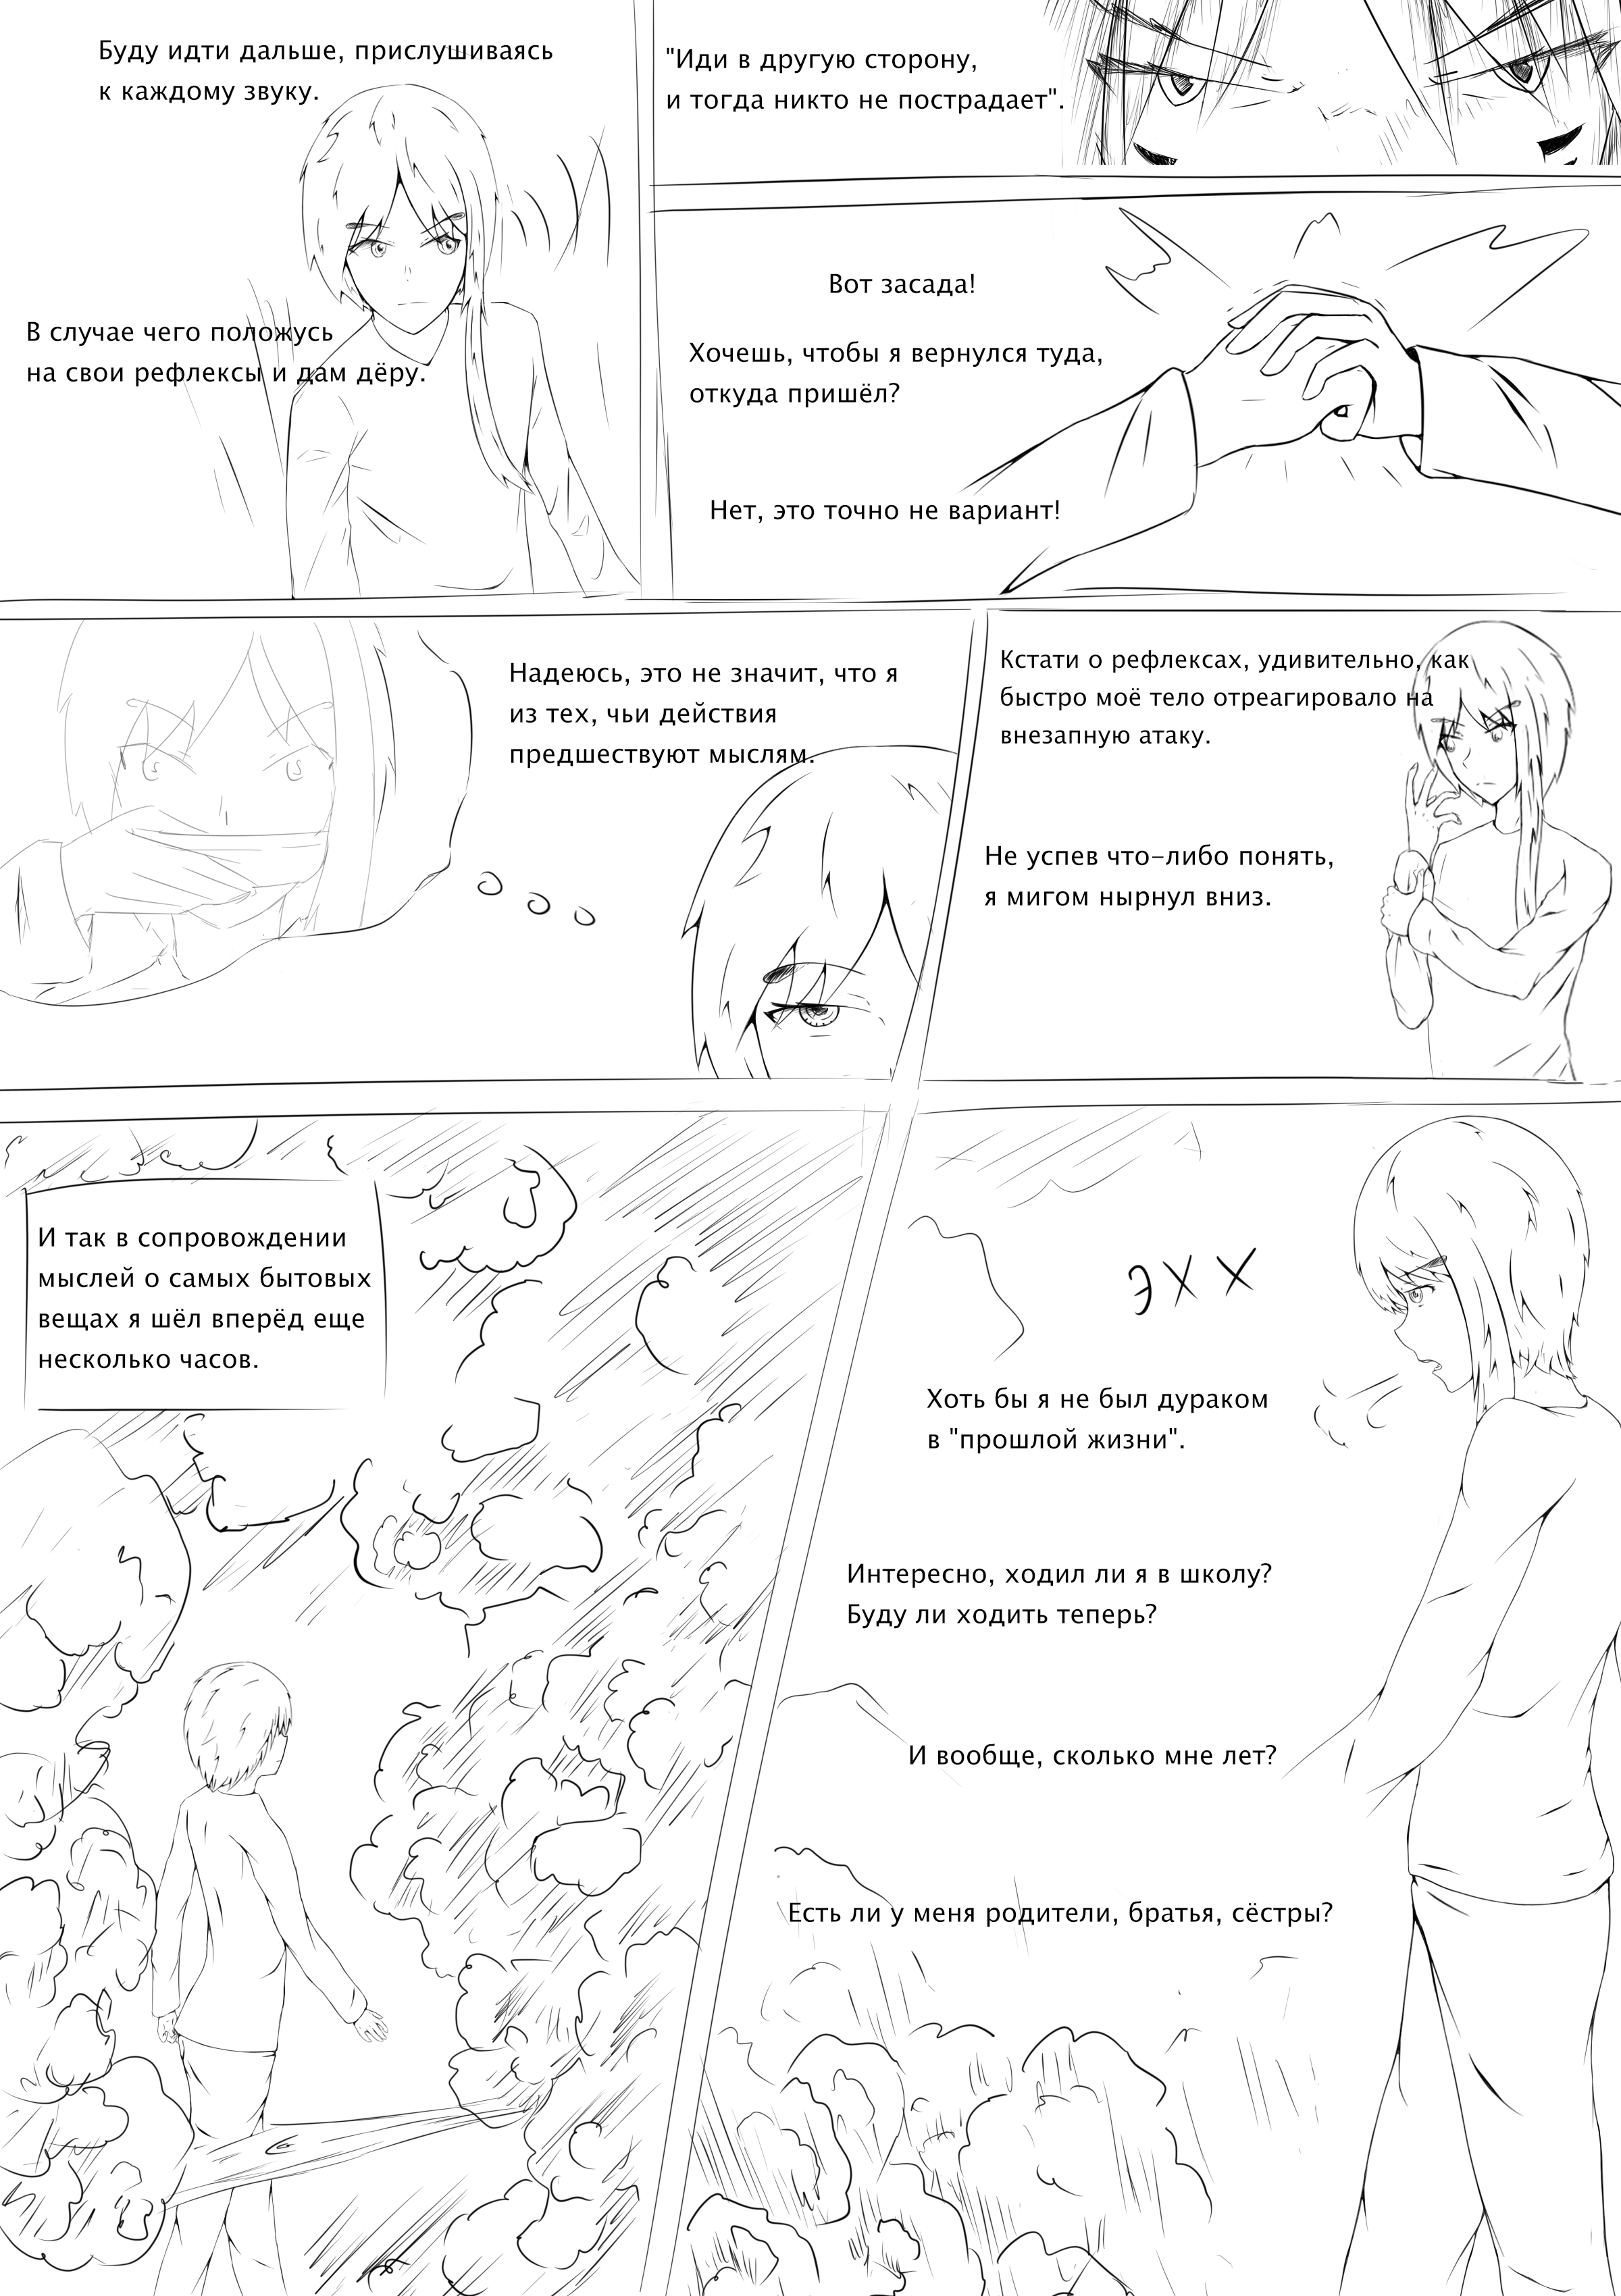 Буду идти дальше, прислушиваясь
к каждому звуку.
В случае чего положусь
на свои рефлексы и дам дёру.
"Иди в другую сторону,
и тогда никто не пострадает".
Вот засада!
Хочешь, чтобы я вернулся туда,
откуда пришёл?
Нет, это точно не вариант!
Надеюсь, это не значит, что я
из тех, чьи действия
предшествуют мыслям.
Кстати о рефлексах, удивительно, как
быстро моё тело отреагировало на
внезапную атаку.
Не успев что-либо понять,
я мигом нырнул вниз.
И так в сопровождении
мыслей о самых бытовых
вещах я шёл вперёд еще
несколько часов.
эхх
Хоть бы я не был дураком
в "прошлой жизни".
Интересно, ходил ли я в школу?
Буду ли ходить теперь?
И вообще, сколько мне лет?
Есть ли у меня родители, братья, сёстры?